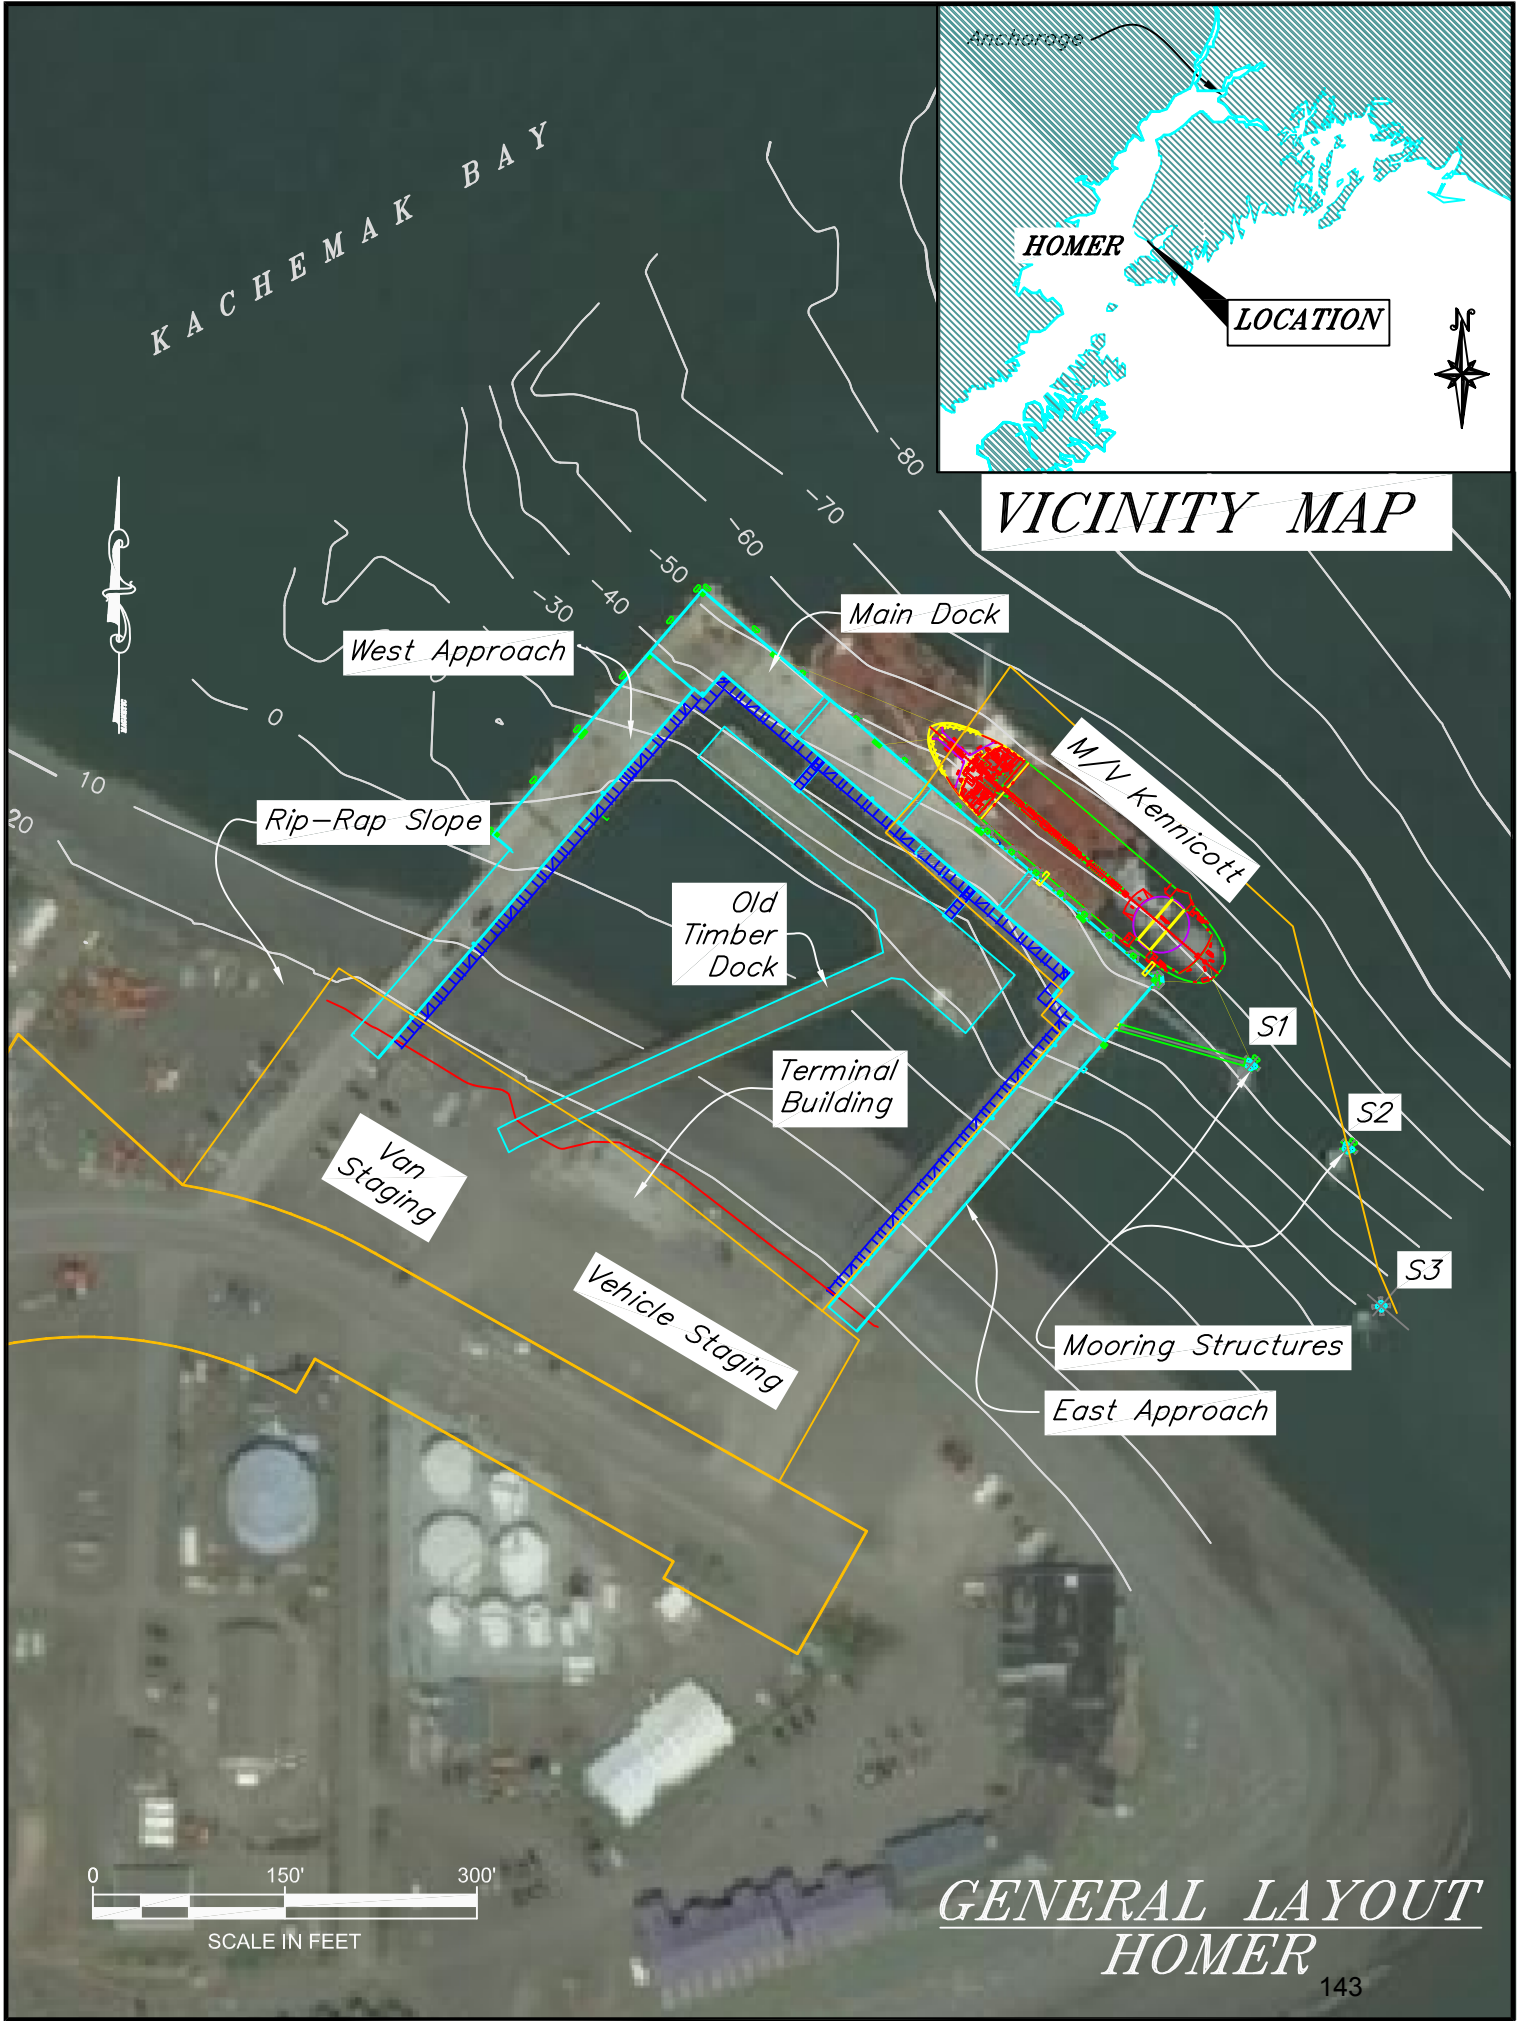 Anchorage
HOMER
LOCATION
N
VICINITY MAP
KACHEMAK BAY
-80
-70
-60
-50
-40
-30
0
10
20
Main Dock
West Approach
M/V Kennicott
Rip-Rap Slope
Old
Timber
Dock
S1
S2
S3
Terminal
Building
Van
Staging
Vehicle Staging
Mooring Structures
East Approach
0 150' 300'
SCALE IN FEET
GENERAL LAYOUT
HOMER
143